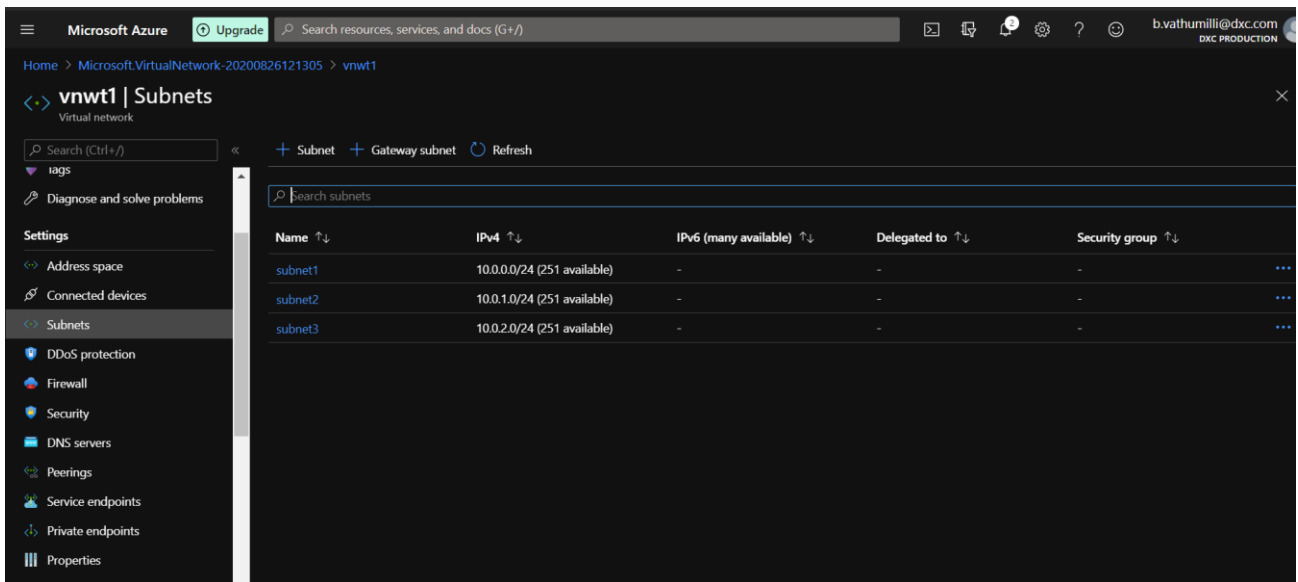 Microsoft Azure Upgrade Search resources, services, and docs (G+/) 2 b.vathumilli@dxc.com
DXC PRODUCTION
Home > Microsoft.VirtualNetwork-20200826121305 > vnwt1
vnwt1 | Subnets
Virtual network
Search (Ctrl+/) « + Subnet + Gateway subnet Refresh
Tags
Diagnose and solve problems Search subnets
Settings Name ↑↓ IPv4 ↑↓ IPv6 (many available) ↑↓ Delegated to ↑↓ Security group ↑↓
Address space subnet1 10.0.0.0/24 (251 available) - - -
Connected devices subnet2 10.0.1.0/24 (251 available) - - -
Subnets subnet3 10.0.2.0/24 (251 available) - - -
DDoS protection
Firewall
Security
DNS servers
Peerings
Service endpoints
Private endpoints
Properties